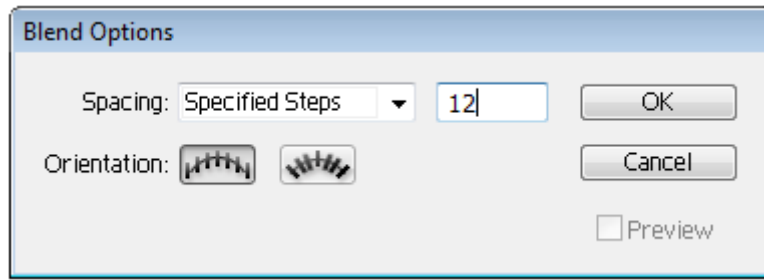 Blend Options
Spacing: Specified Steps 12 OK
Orientation: Cancel
Preview